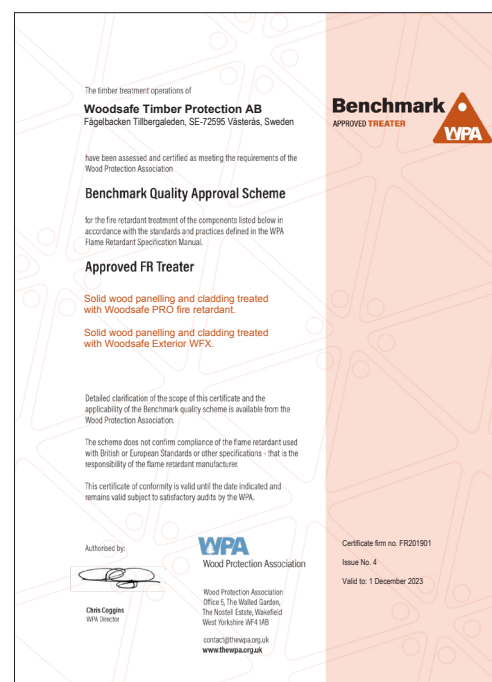 The timber treatment operations of
Woodsafe Timber Protection AB
Fågelbacken Tillbergaleden, SE-72595 Västerås, Sweden
Benchmark
APPROVED TREATER
WPA
have been assessed and certified as meeting the requirements of the
Wood Protection Association
Benchmark Quality Approval Scheme
for the fire retardant treatment of the components listed below in
accordance with the standards and practices defined in the WPA
Flame Retardant Specification Manual.
Approved FR Treater
Solid wood panelling and cladding treated
with Woodsafe PRO fire retardant.
Solid wood panelling and cladding treated
with Woodsafe Exterior WFX.
Detailed clarification of the scope of this certificate and the
applicability of the Benchmark quality scheme is available from the
Wood Protection Association.
The scheme does not confirm compliance of the flame retardant used
with British or European Standards or other specifications - that is the
responsibility of the flame retardant manufacturer.
This certificate of conformity is valid until the date indicated and
remains valid subject to satisfactory audits by the WPA.
Authorised by:
Chris Coggins
WPA Director
WPA
Wood Protection Association
Wood Protection Association
Office 5, The Walled Garden,
The Nostell Estate, Wakefield
West Yorkshire WF4 1AB
contact@thewpa.org.uk
www.thewpa.org.uk
Certificate firm no. FR201901
Issue No. 4
Valid to: 1 December 2023